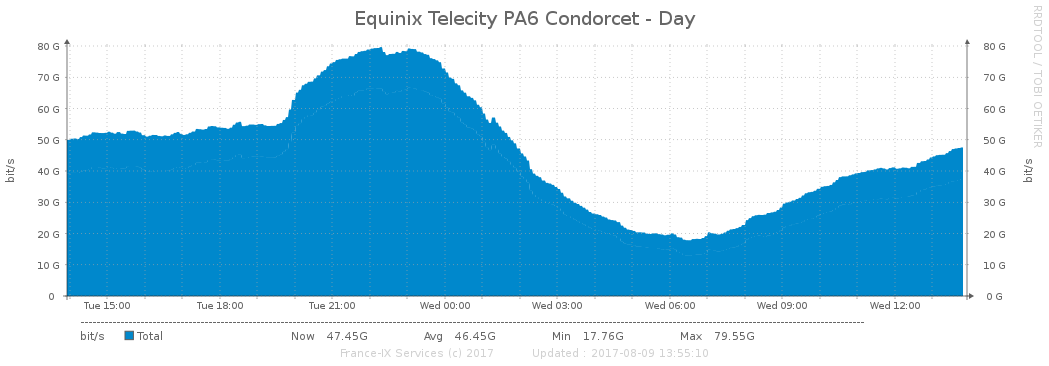 Equinix Telecity PA6 Condorcet - Day
RRDTOOL / TOBI OETIKER
bit/s
80 G
70 G
60 G
50 G
40 G
30 G
20 G
10 G
0
80 G
70 G
60 G
50 G
40 G
30 G
20 G
10 G
0 G
bit/s
Tue 15:00 Tue 18:00 Tue 21:00 Wed 00:00 Wed 03:00 Wed 06:00 Wed 09:00 Wed 12:00
bit/s Total Now 47.45G Avg 46.45G Min 17.76G Max 79.55G
France-IX Services (c) 2017 Updated : 2017-08-09 13:55:10